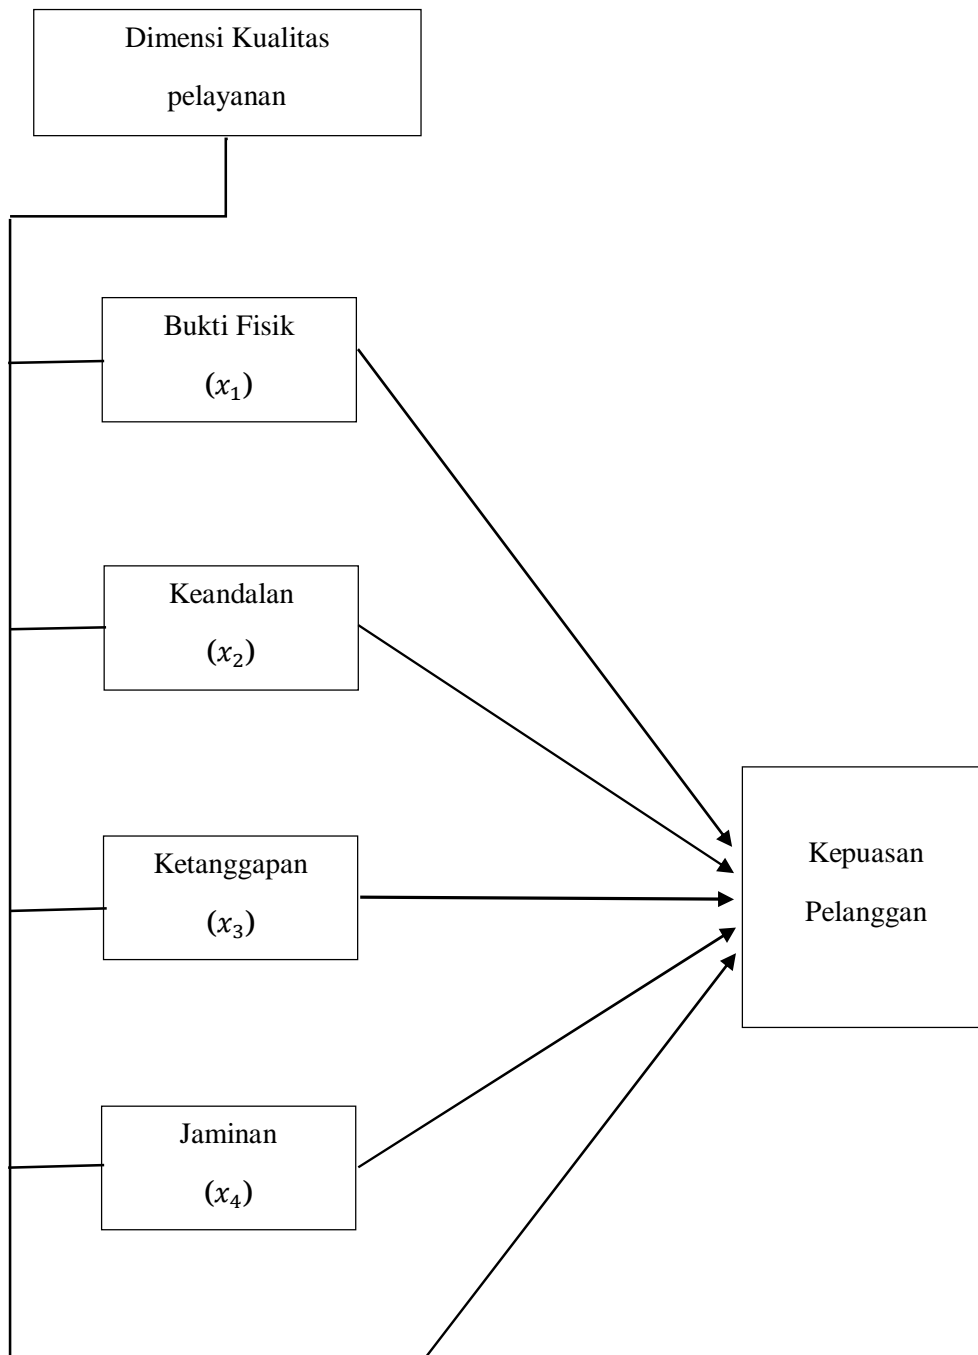 Dimensi Kualitas
pelayanan
Bukti Fisik
(x₁)
Keandalan
(x₂)
Ketanggapan
(x₃)
Kepuasan
Pelanggan
Jaminan
(x₄)